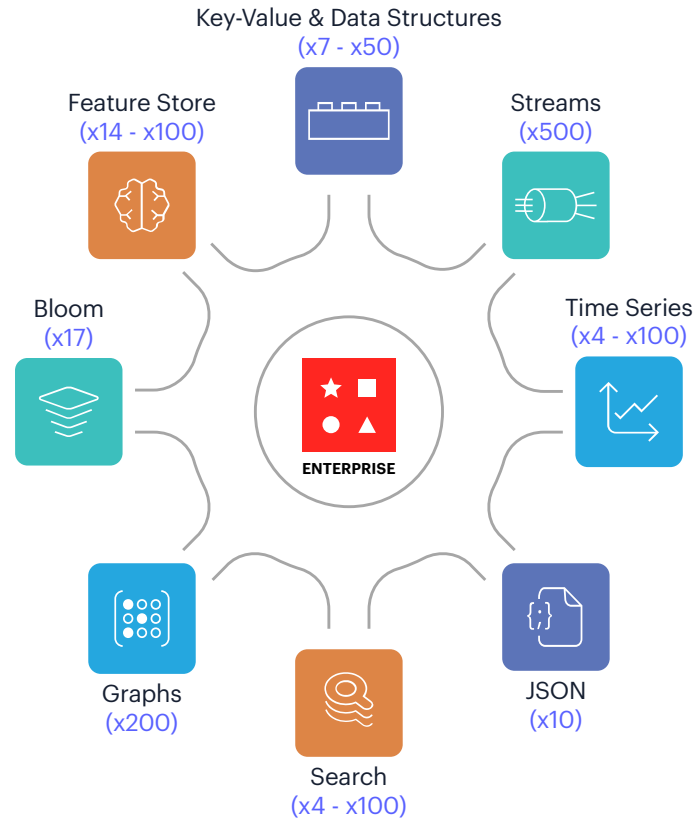 Key-Value & Data Structures
(x7 - x50)
Feature Store
(x14 - x100)
Streams
(x500)
Bloom
(x17)
Time Series
(x4 - x100)
ENTERPRISE
{;}
Graphs
(x200)
JSON
(x10)
Search
(x4 - x100)